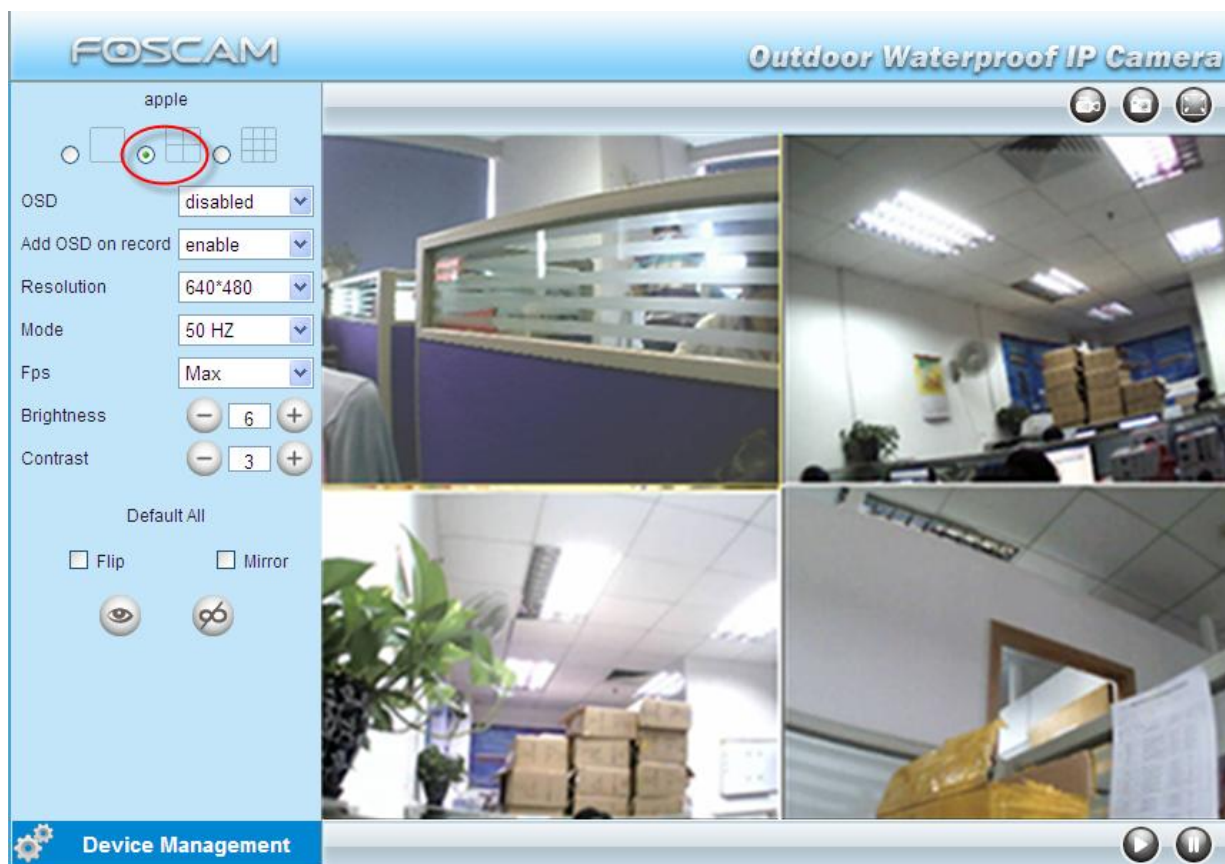 FOSCAM
Outdoor Waterproof IP Camera
apple
OSD disabled
Add OSD on record enable
Resolution 640*480
Mode 50 HZ
Fps Max
Brightness 6
Contrast 3
Default All
Flip Mirror
Device Management